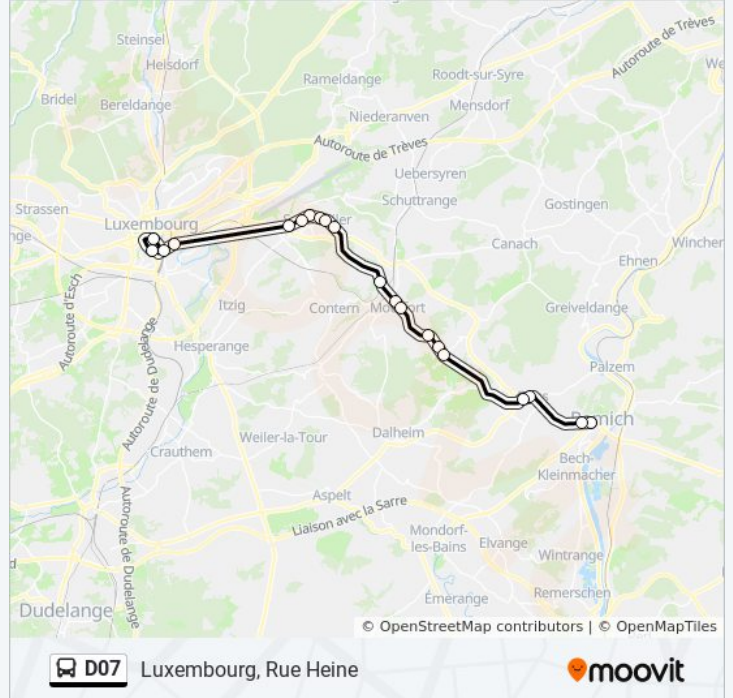 Steinsel
Heisdorf
Autoroute de Trèves
Rameldange
Roodt-sur-Syre
Bridel
Bereldange
Mensdorf
Niederanven
Autoroute de Trèves
Uebersyren
Schuttrange
Gostingen
Strassen
Luxembourg
Canach
Ehnen
Autoroute d'Esch
Itzig
Contern
Greiveldange
Autoroute de Dudelange
Hesperange
Palzem
Dalheim
Weiler-la-Tour
Crauthem
Bech-
Kleinmacher
Aspelt
Liaison avec la Sarre
Autoroute de Dudelange
Mondorf-
les-Bains
Elvange
Wintrange
Émerange
Remerschen
Dudelange
© OpenStreetMap contributors | © OpenMapTiles
D07 Luxembourg, Rue Heine
moovit